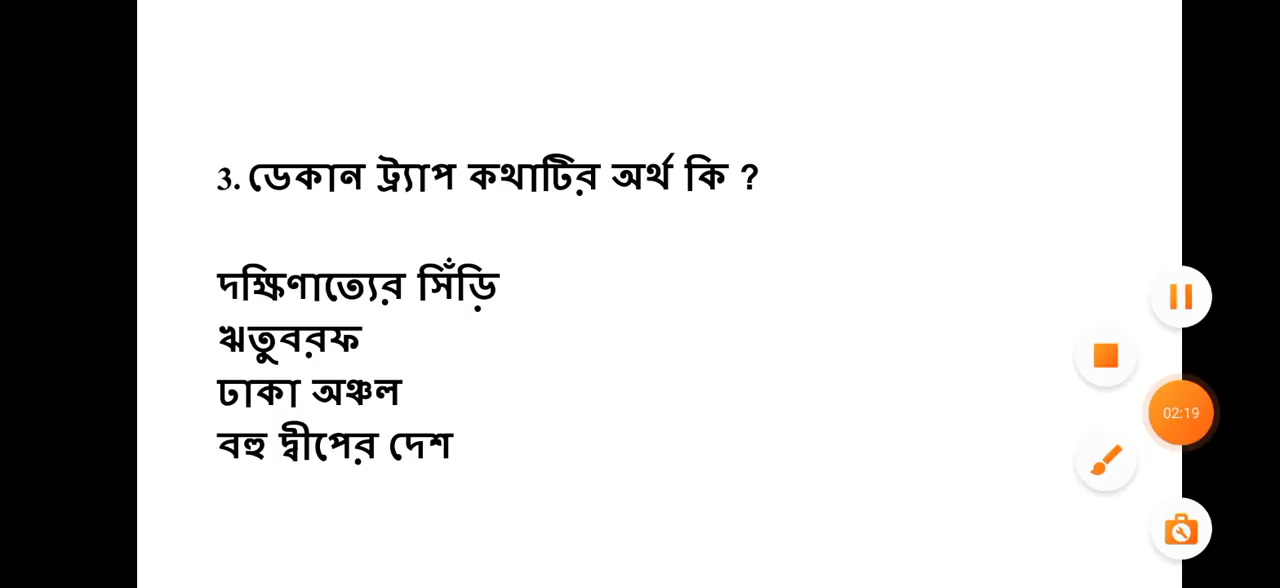 3. ডেকান ট্র্যাপ কথাটির অর্থ কি ?
দক্ষিণাত্যের সিঁড়ি
ঋতুবরফ
ঢাকা অঞ্চল
বহু দ্বীপের দেশ
02:19